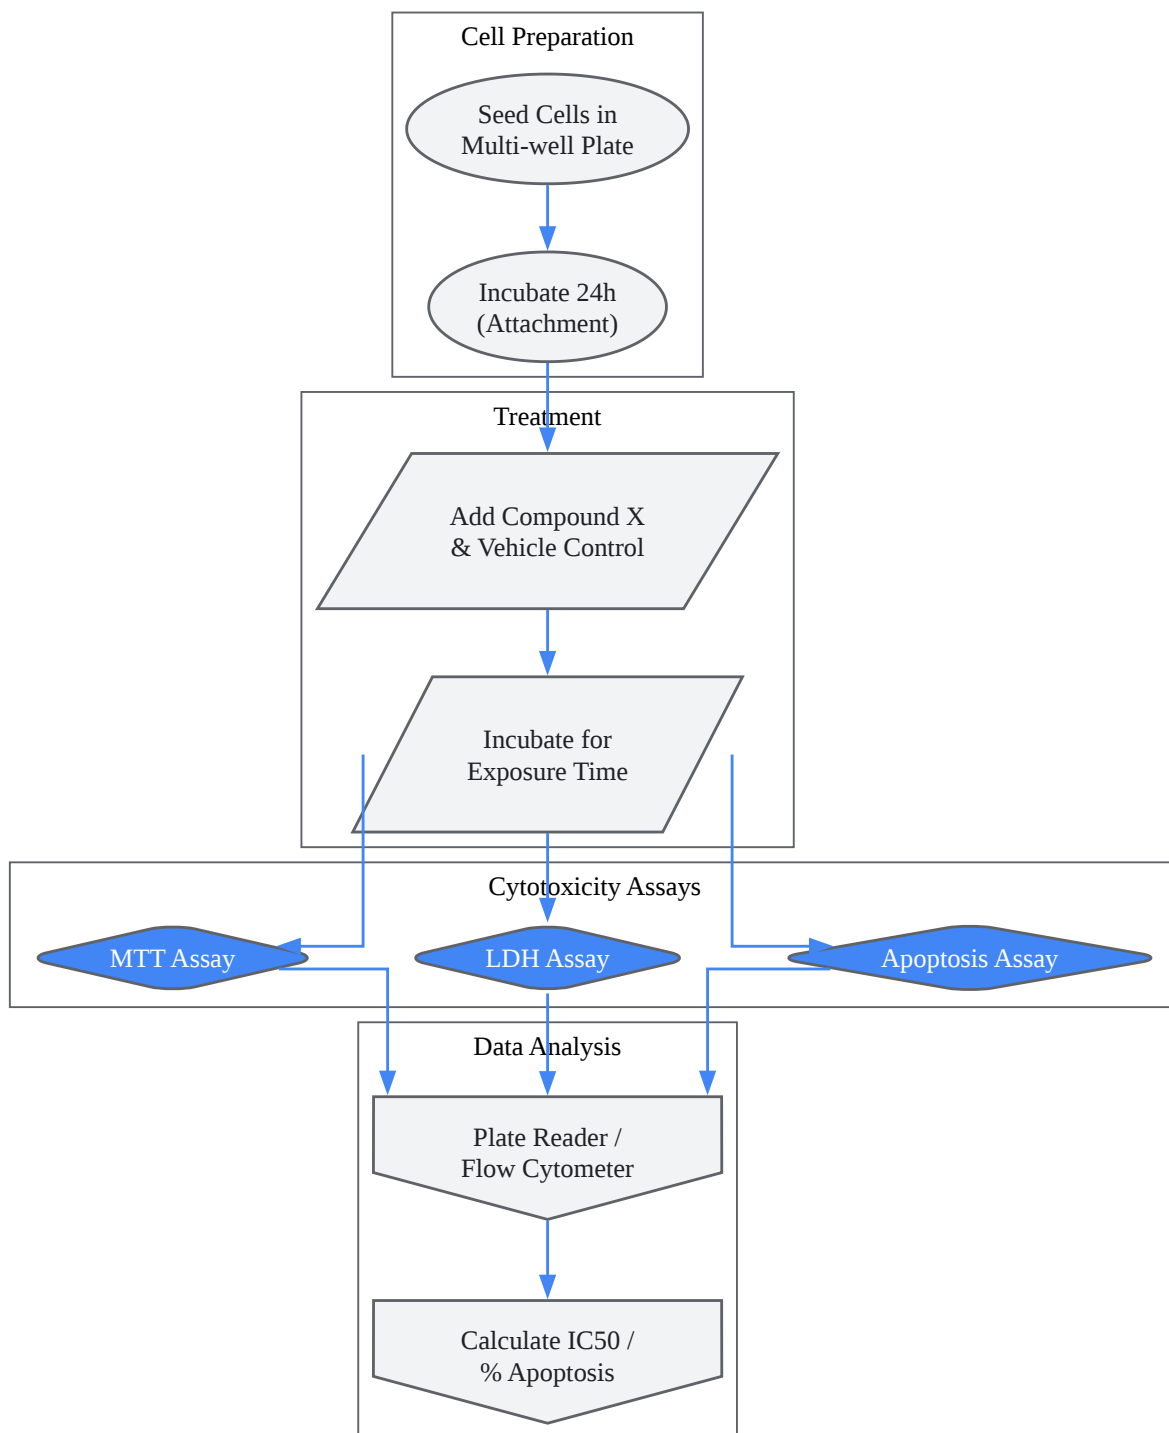 Cell Preparation
Seed Cells in
Multi-well Plate
Incubate 24h
(Attachment)
Treatment
Add Compound X
& Vehicle Control
Incubate for
Exposure Time
Cytotoxicity Assays
MTT Assay
LDH Assay
Apoptosis Assay
Data Analysis
Plate Reader /
Flow Cytometer
Calculate IC50 /
% Apoptosis